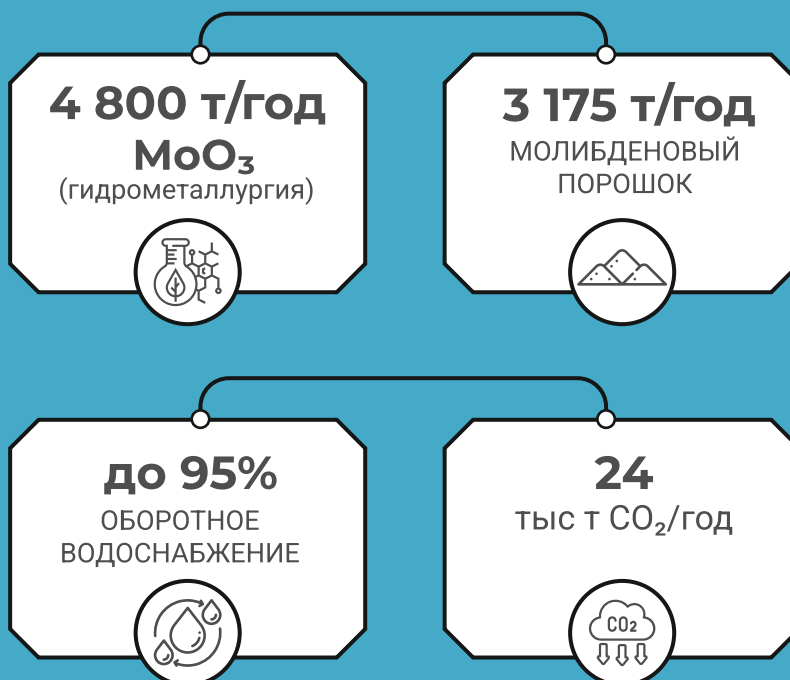 4 800 т/год
MoO₃
(гидрометаллургия)
3 175 т/год
МОЛИБДЕНОВЫЙ
ПОРОШОК
до 95%
ОБОРОТНОЕ
ВОДОСНАБЖЕНИЕ
24
тыс т CO₂/год
CO₂